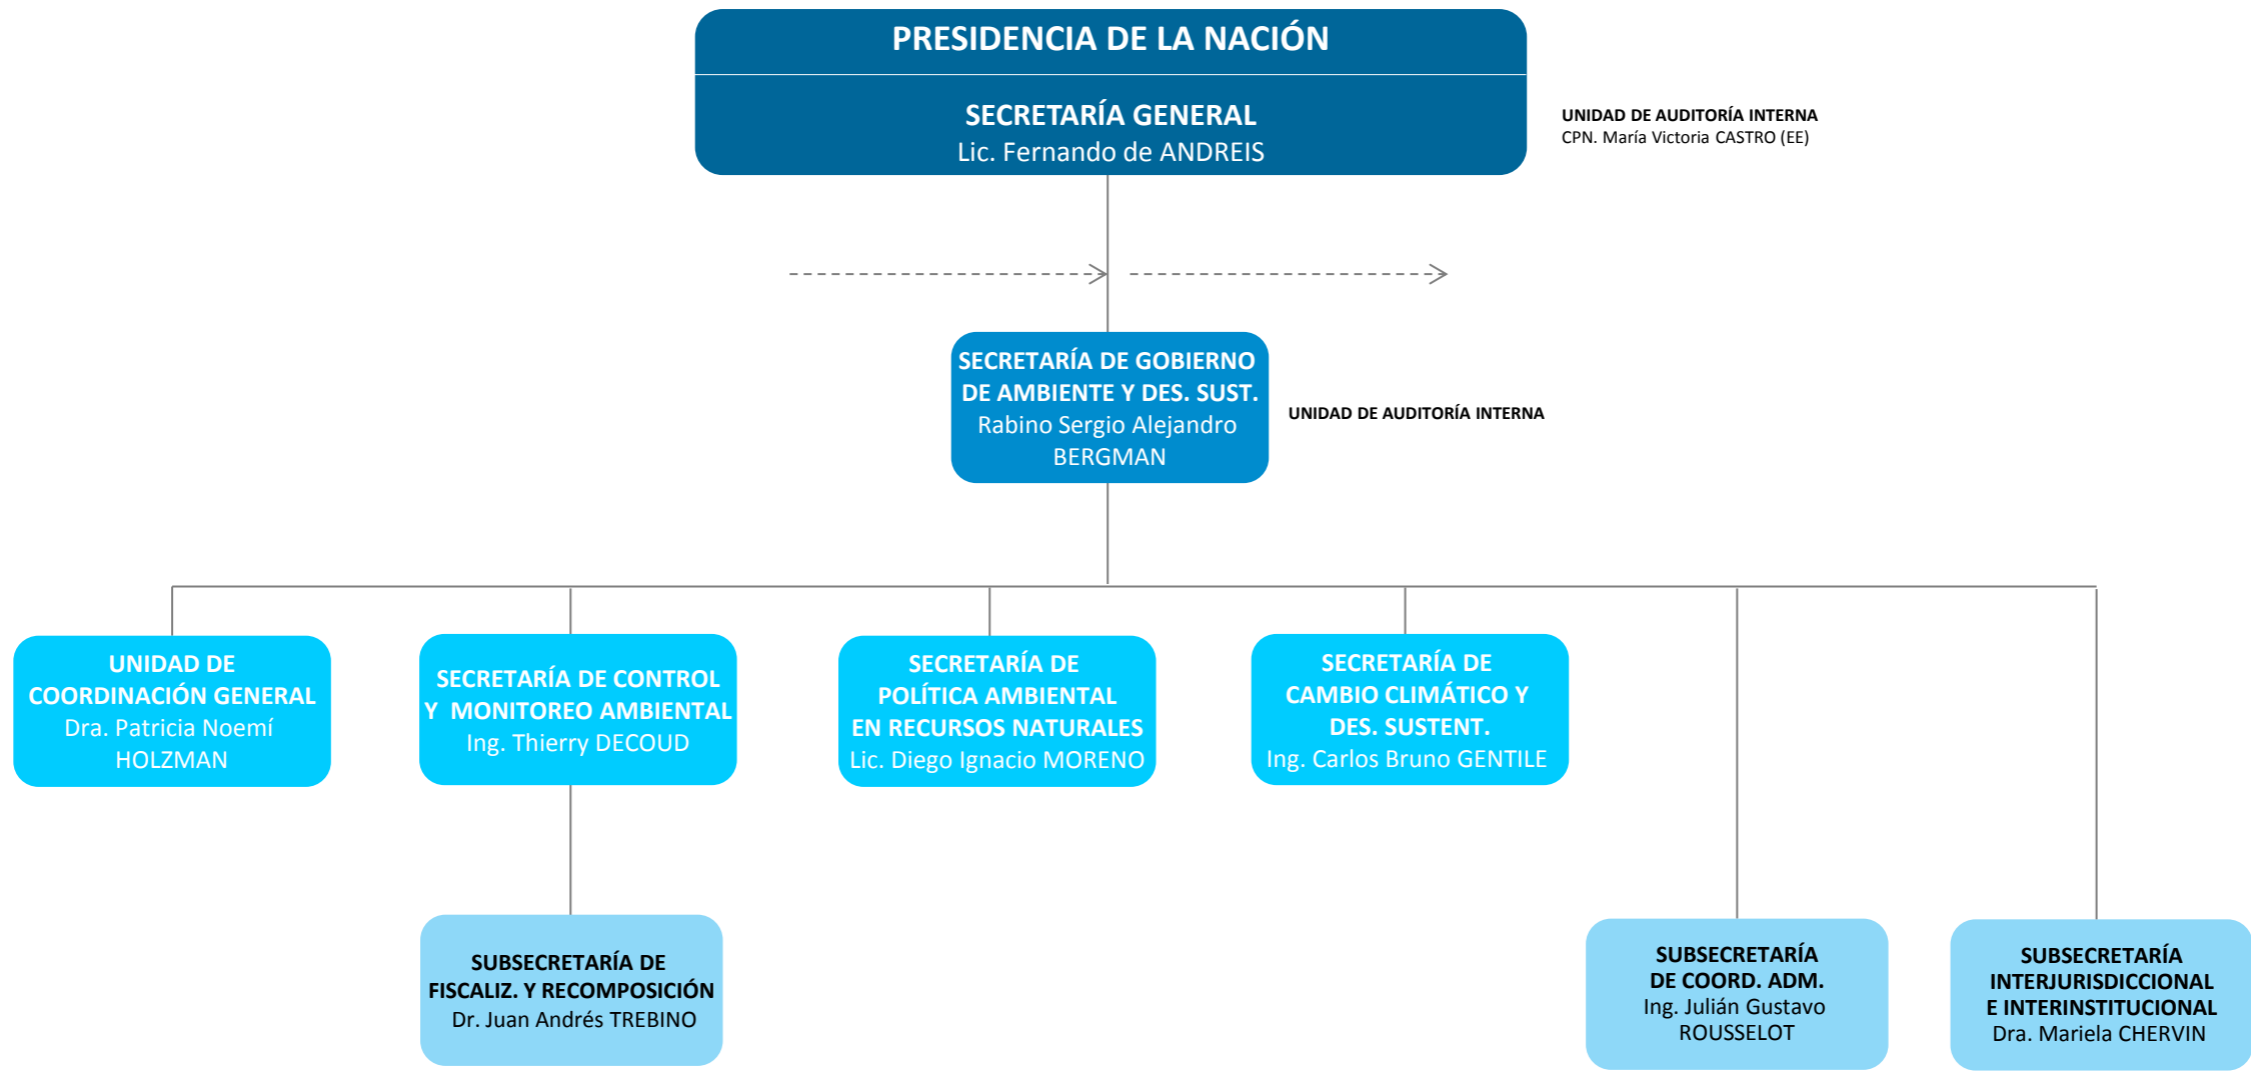 PRESIDENCIA DE LA NACIÓN
SECRETARÍA GENERAL
Lic. Fernando de ANDREIS
UNIDAD DE AUDITORÍA INTERNA
CPN. María Victoria CASTRO (EE)
SECRETARÍA DE GOBIERNO
DE AMBIENTE Y DES. SUST.
Rabino Sergio Alejandro
BERGMAN
UNIDAD DE AUDITORÍA INTERNA
UNIDAD DE
COORDINACIÓN GENERAL
Dra. Patricia Noemí
HOLZMAN
SECRETARÍA DE CONTROL
Y MONITOREO AMBIENTAL
Ing. Thierry DECOUD
SECRETARÍA DE
POLÍTICA AMBIENTAL
EN RECURSOS NATURALES
Lic. Diego Ignacio MORENO
SECRETARÍA DE
CAMBIO CLIMÁTICO Y
DES. SUSTENT.
Ing. Carlos Bruno GENTILE
SUBSECRETARÍA DE
FISCALIZ. Y RECOMPOSICIÓN
Dr. Juan Andrés TREBINO
SUBSECRETARÍA
DE COORD. ADM.
Ing. Julián Gustavo
ROUSSELOT
SUBSECRETARÍA
INTERJURISDICCIONAL
E INTERINSTITUCIONAL
Dra. Mariela CHERVIN